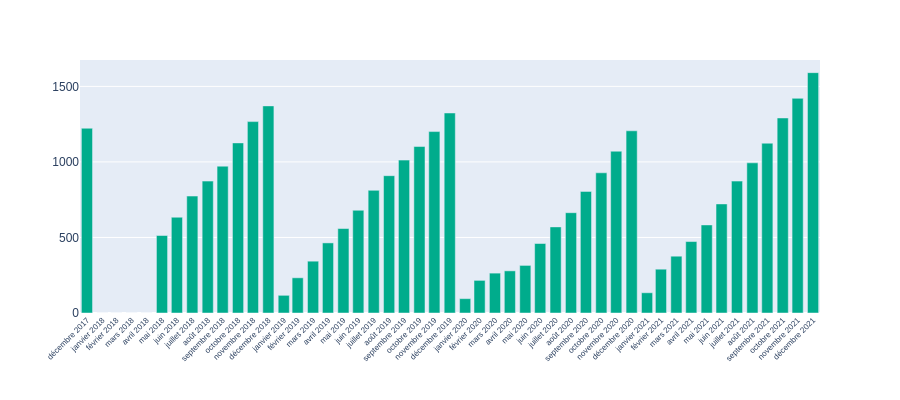 1500
1000
500
0
décembre 2017
janvier 2018
février 2018
mars 2018
avril 2018
mai 2018
juin 2018
juillet 2018
août 2018
septembre 2018
octobre 2018
novembre 2018
décembre 2018
janvier 2019
février 2019
mars 2019
avril 2019
mai 2019
juin 2019
juillet 2019
août 2019
septembre 2019
octobre 2019
novembre 2019
décembre 2019
janvier 2020
février 2020
mars 2020
avril 2020
mai 2020
juin 2020
juillet 2020
août 2020
septembre 2020
octobre 2020
novembre 2020
décembre 2020
janvier 2021
février 2021
mars 2021
avril 2021
mai 2021
juin 2021
juillet 2021
août 2021
septembre 2021
octobre 2021
novembre 2021
décembre 2021